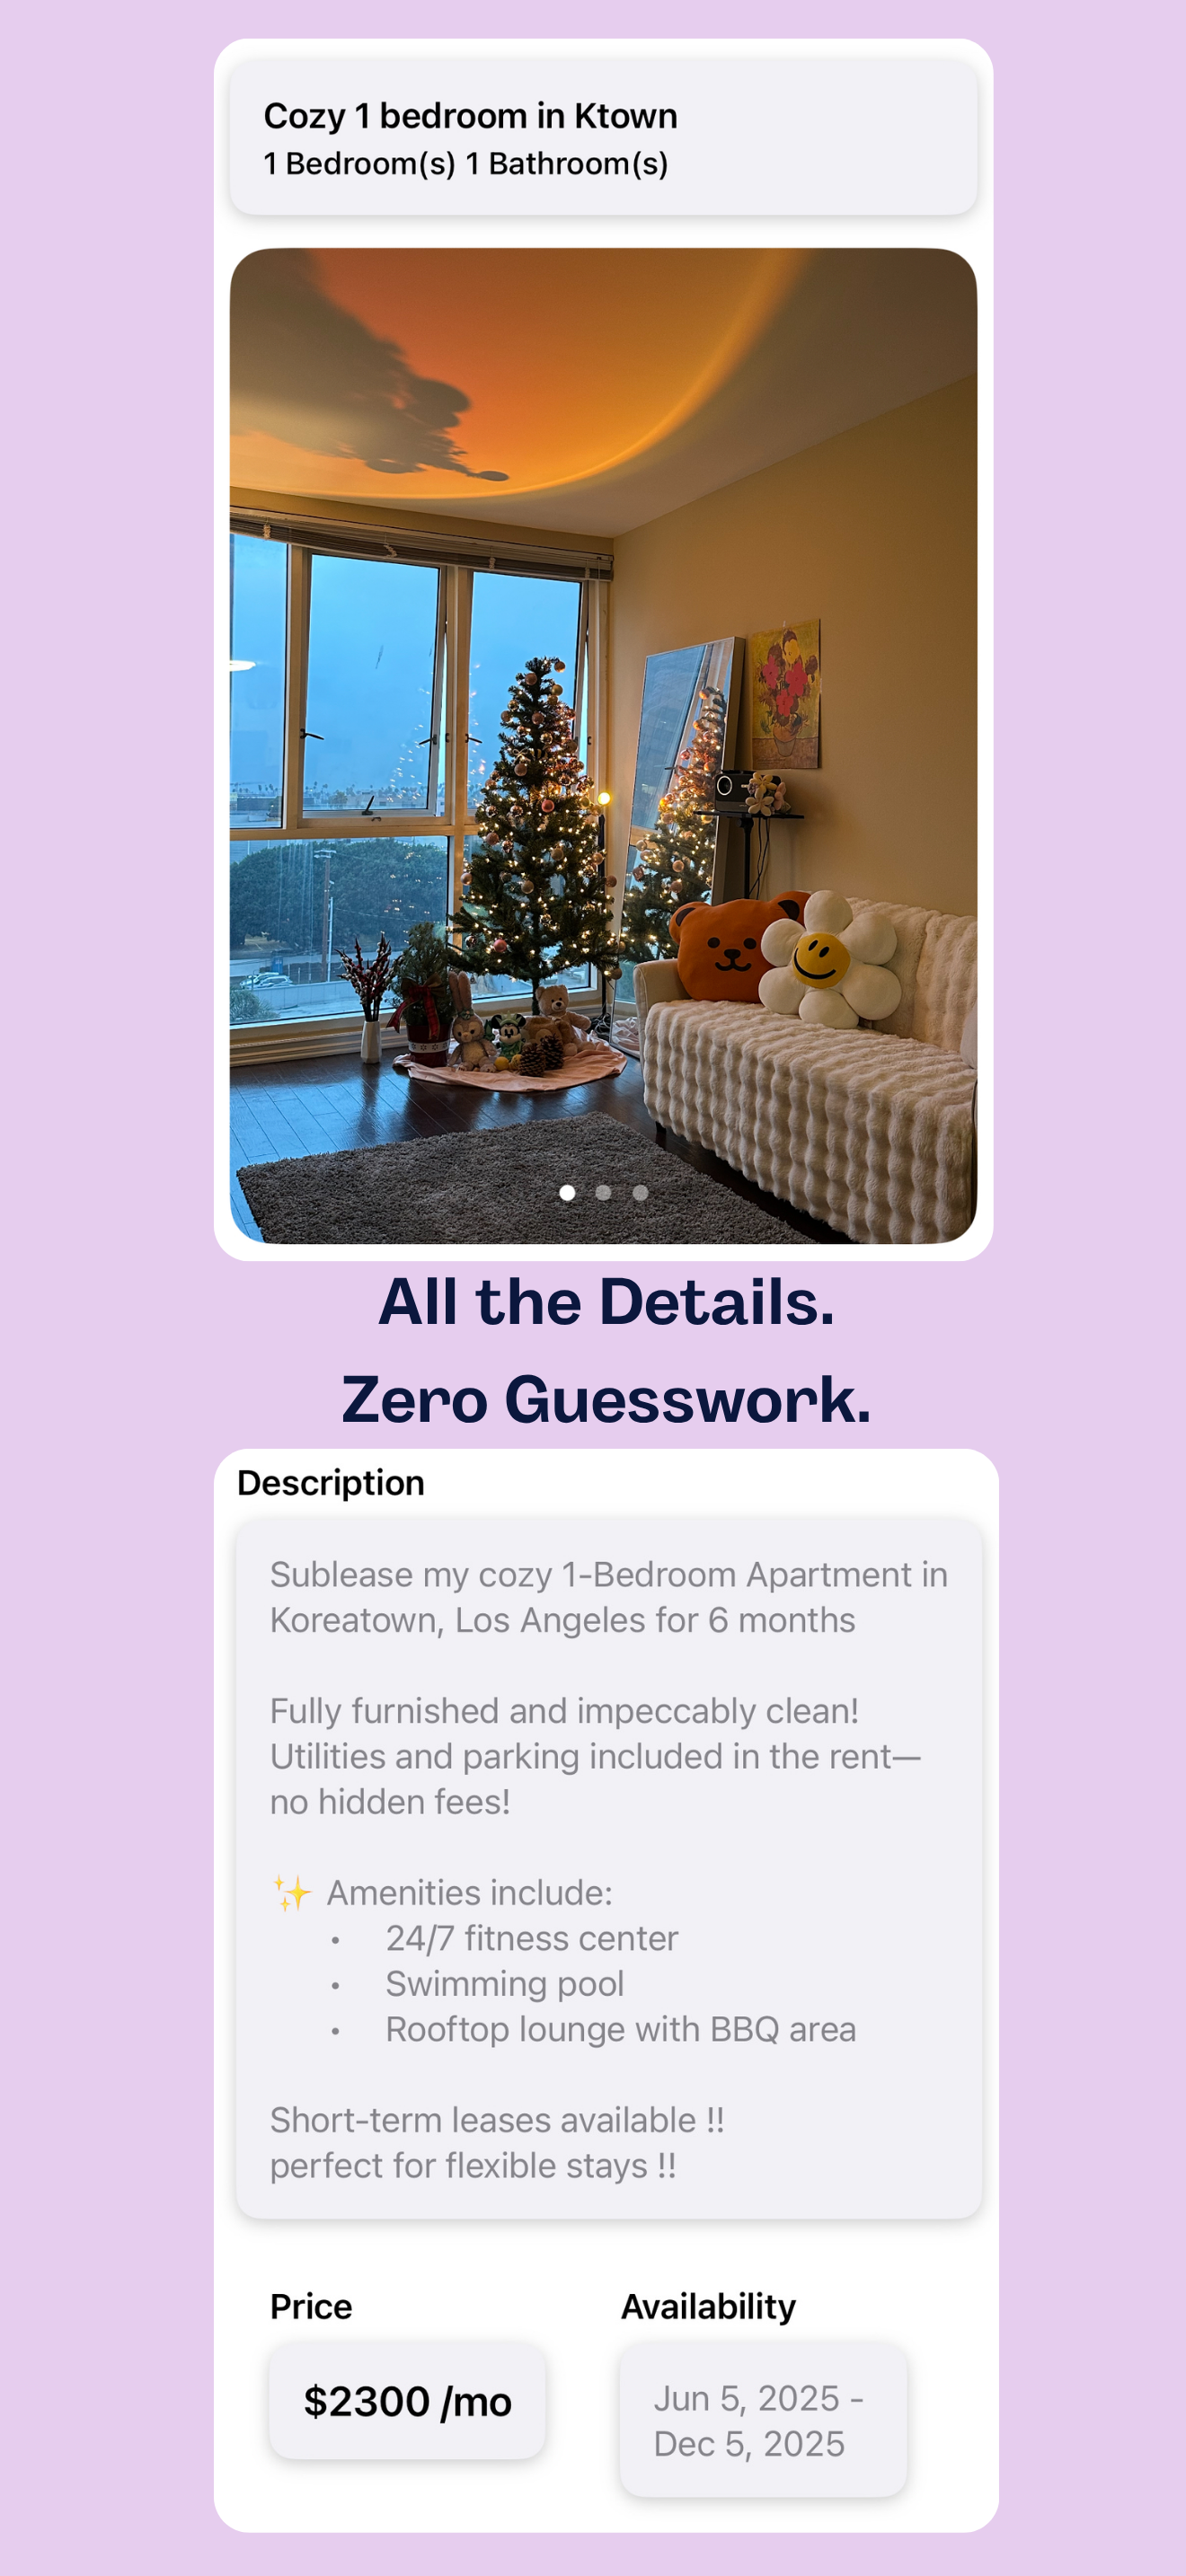 Cozy 1 bedroom in Ktown
1 Bedroom(s) 1 Bathroom(s)
All the Details.
Zero Guesswork.
Description
Sublease my cozy 1-Bedroom Apartment in
Koreatown, Los Angeles for 6 months
Fully furnished and impeccably clean!
Utilities and parking included in the rent—
no hidden fees!
✨ Amenities include:
• 24/7 fitness center
• Swimming pool
• Rooftop lounge with BBQ area
Short-term leases available !!
perfect for flexible stays !!
Price
Availability
$2300 /mo
Jun 5, 2025 -
Dec 5, 2025